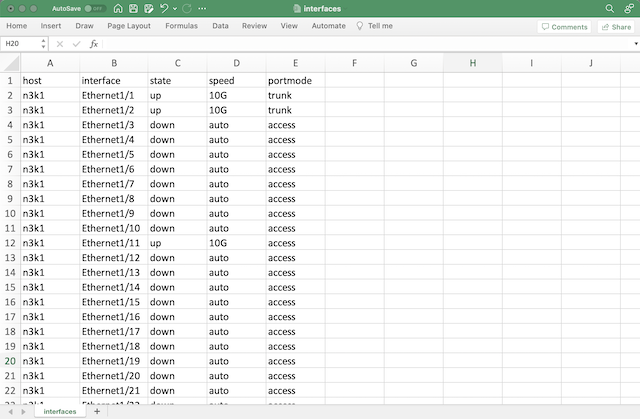 AutoSave OFF interfaces
Home Insert Draw Page Layout Formulas Data Review View Automate Tell me Comments Share
H20 fx
A B C D E F G H I J
1 host interface state speed portmode
2 n3k1 Ethernet1/1 up 10G trunk
3 n3k1 Ethernet1/2 up 10G trunk
4 n3k1 Ethernet1/3 down auto access
5 n3k1 Ethernet1/4 down auto access
6 n3k1 Ethernet1/5 down auto access
7 n3k1 Ethernet1/6 down auto access
8 n3k1 Ethernet1/7 down auto access
9 n3k1 Ethernet1/8 down auto access
10 n3k1 Ethernet1/9 down auto access
11 n3k1 Ethernet1/10 down auto access
12 n3k1 Ethernet1/11 up 10G access
13 n3k1 Ethernet1/12 down auto access
14 n3k1 Ethernet1/13 down auto access
15 n3k1 Ethernet1/14 down auto access
16 n3k1 Ethernet1/15 down auto access
17 n3k1 Ethernet1/16 down auto access
18 n3k1 Ethernet1/17 down auto access
19 n3k1 Ethernet1/18 down auto access
20 n3k1 Ethernet1/19 down auto access
21 n3k1 Ethernet1/20 down auto access
22 n3k1 Ethernet1/21 down auto access
23 n3k1 Ethernet1/22 down auto access
interfaces